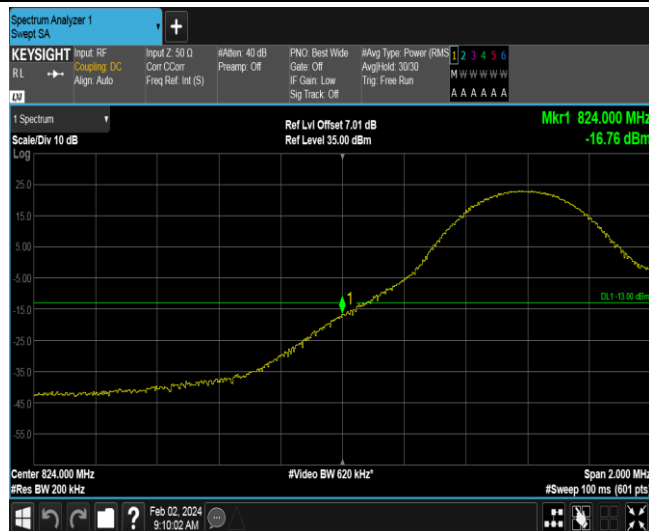 Spectrum Analyzer 1
Swept SA
KEYSIGHT
RL
LXI
Input: RF
Coupling: DC
Align: Auto
Input Z: 50 Ω
Corr CCorr
Freq Ref: Int (S)
#Atten: 40 dB
Preamp: Off
PNO: Best Wide
Gate: Off
IF Gain: Low
Sig Track: Off
#Avg Type: Power (RMS
Avg|Hold: 30/30
Trig: Free Run
1 2 3 4 5 6
M W W W W W
A A A A A A
1 Spectrum
Scale/Div 10 dB
Log
Ref Lvl Offset 7.01 dB
Ref Level 35.00 dBm
Mkr1 824.000 MHz
-16.76 dBm
25.0
15.0
5.00
-5.00
DL1 -13.00 dBm
1
-15.0
-25.0
-35.0
-45.0
-55.0
Center 824.000 MHz
#Res BW 200 kHz
#Video BW 620 kHz*
Span 2.000 MHz
#Sweep 100 ms (601 pts)
?
Feb 02, 2024
9:10:02 AM